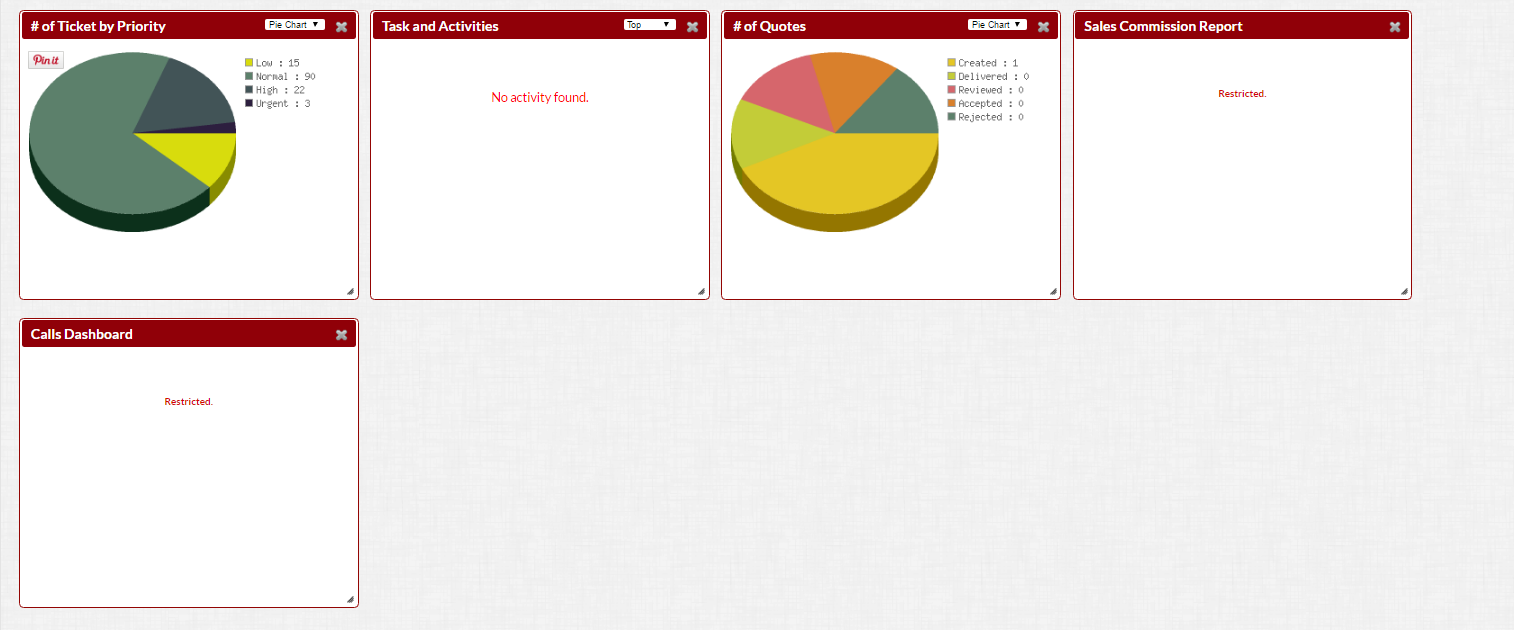 # of Ticket by Priority
Pie Chart
Pin it
Low : 15
Normal : 90
High : 22
Urgent : 3
Task and Activities
Top
No activity found.
# of Quotes
Pie Chart
Created : 1
Delivered : 0
Reviewed : 0
Accepted : 0
Rejected : 0
Sales Commission Report
Restricted.
Calls Dashboard
Restricted.